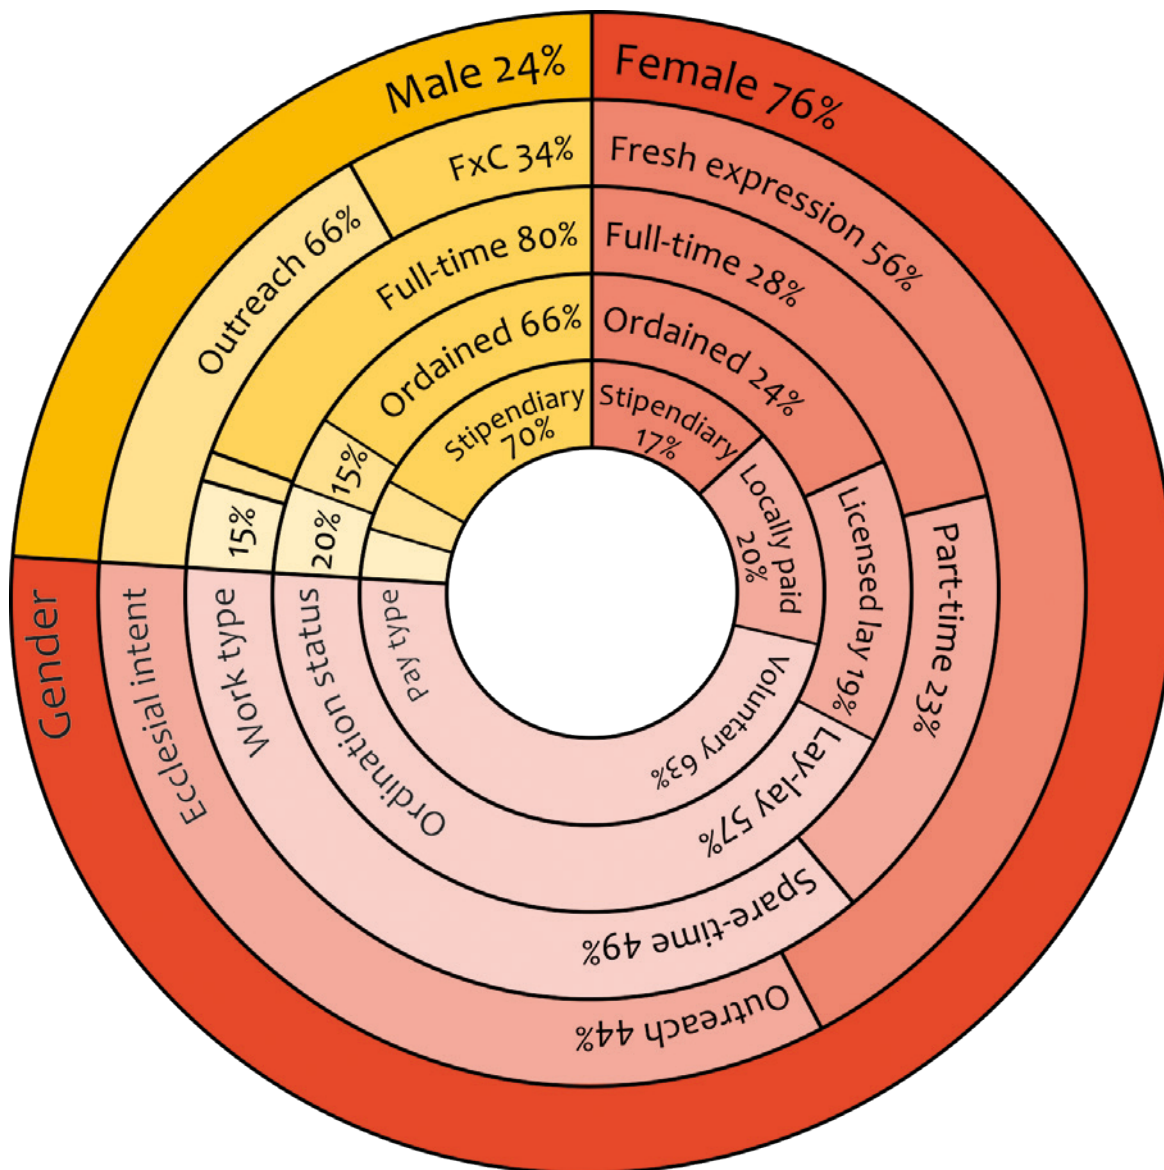 Male 24%
Female 76%
FxC 34%
Fresh expression 56%
Outreach 66%
Full-time 80%
Full-time 28%
Ordained 66%
Ordained 24%
Stipendiary
70%
Stipendiary
17%
15%
20%
15%
Locally paid
20%
Licensed lay 19%
Part-time 23%
Voluntary 63%
Lay-lay 57%
Spare-time 49%
Outreach 44%
Gender
Ecclesial intent
Work type
Ordination status
Pay type